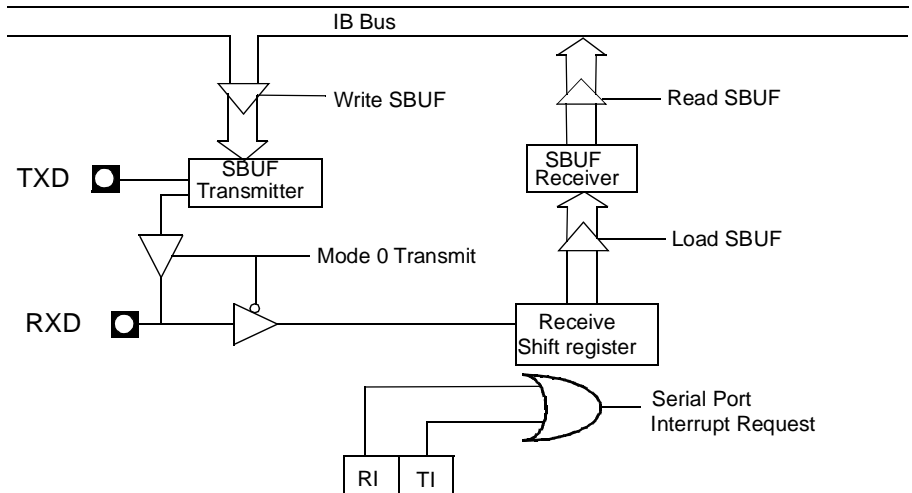 IB Bus
Write SBUF
Read SBUF
TXD
SBUF
Transmitter
SBUF
Receiver
Load SBUF
Mode 0 Transmit
RXD
Receive
Shift register
Serial Port
Interrupt Request
RI
TI